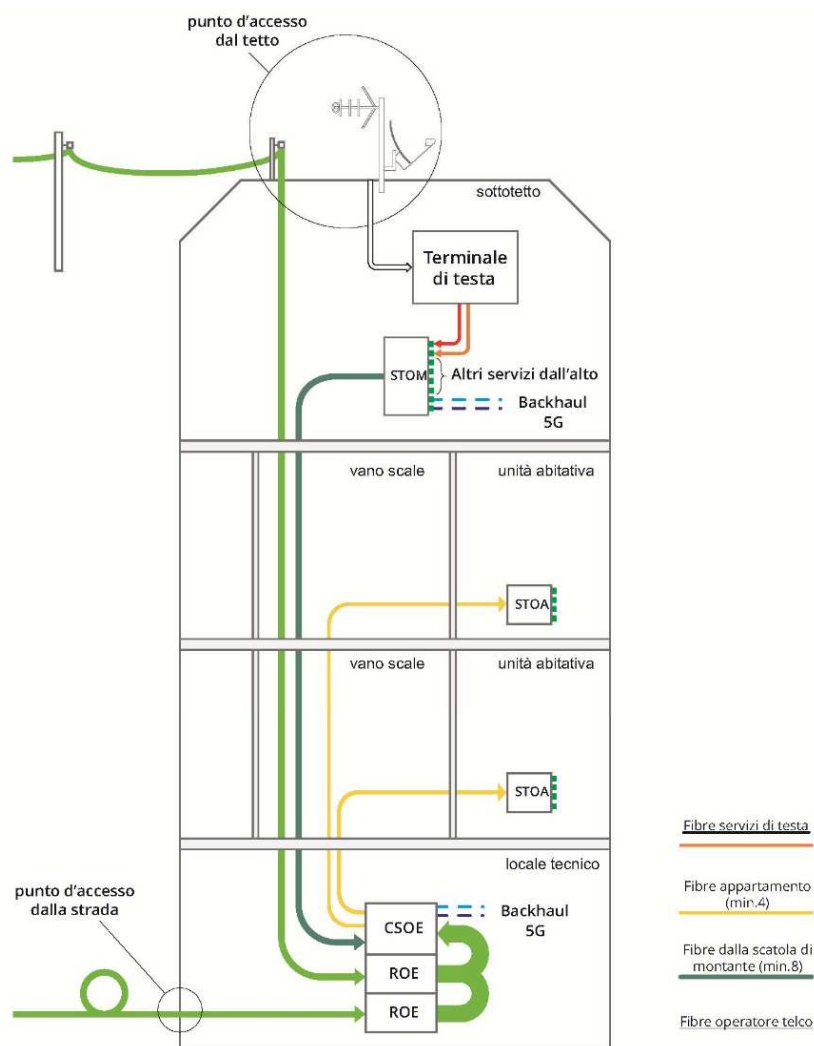 punto d'accesso
dal tetto
sottotetto
Terminale
di testa
STOM
Altri servizi dall'alto
Backhaul
5G
vano scale
unità abitativa
STOA
vano scale
unità abitativa
STOA
locale tecnico
punto d'accesso
dalla strada
CSOE
Backhaul
5G
ROE
ROE
Fibre servizi di testa
Fibre appartamento
(min.4)
Fibre dalla scatola di
montante (min.8)
Fibre operatore telco